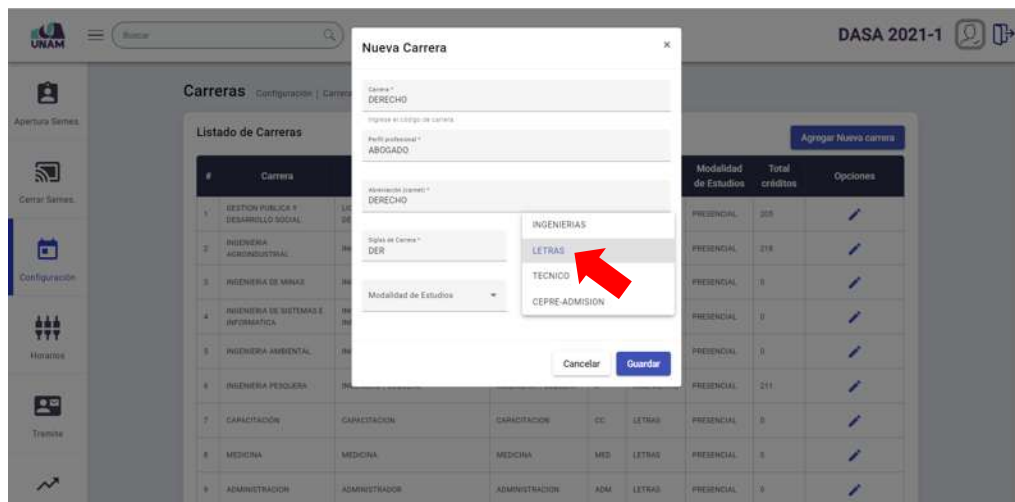 UNAM
Buscar
DASA 2021-1
Nueva Carrera
×
Carrera *
DERECHO
Ingrese el código de carrera
Perfil profesional *
ABOGADO
Abreviación (carnet) *
DERECHO
Siglas de Carrera *
DER
Modalidad de Estudios
INGENIERIAS
LETRAS
TECNICO
CEPRE-ADMISION
Cancelar
Guardar
Apertura Semes.
Cerrar Semes.
Configuración
Horarios
Tramite
Carreras Configuración | Carrera
Listado de Carreras
Agregar Nueva carrera
# Carrera Modalidad de Estudios Total créditos Opciones
1 GESTION PUBLICA Y DESARROLLO SOCIAL PRESENCIAL 205
2 INGENIERIA AGROINDUSTRIAL PRESENCIAL 218
3 INGENIERIA DE MINAS PRESENCIAL 0
4 INGENIERIA DE SISTEMAS E INFORMATICA PRESENCIAL 0
5 INGENIERIA AMBIENTAL PRESENCIAL 0
6 INGENIERIA PESQUERA PRESENCIAL 211
7 CAPACITACIÓN CAPACITACION CAPACITACION CC LETRAS PRESENCIAL 0
8 MEDICINA MEDICINA MEDICINA MED LETRAS PRESENCIAL 0
9 ADMINISTRACION ADMINISTRADOR ADMINISTRACION ADM LETRAS PRESENCIAL 0